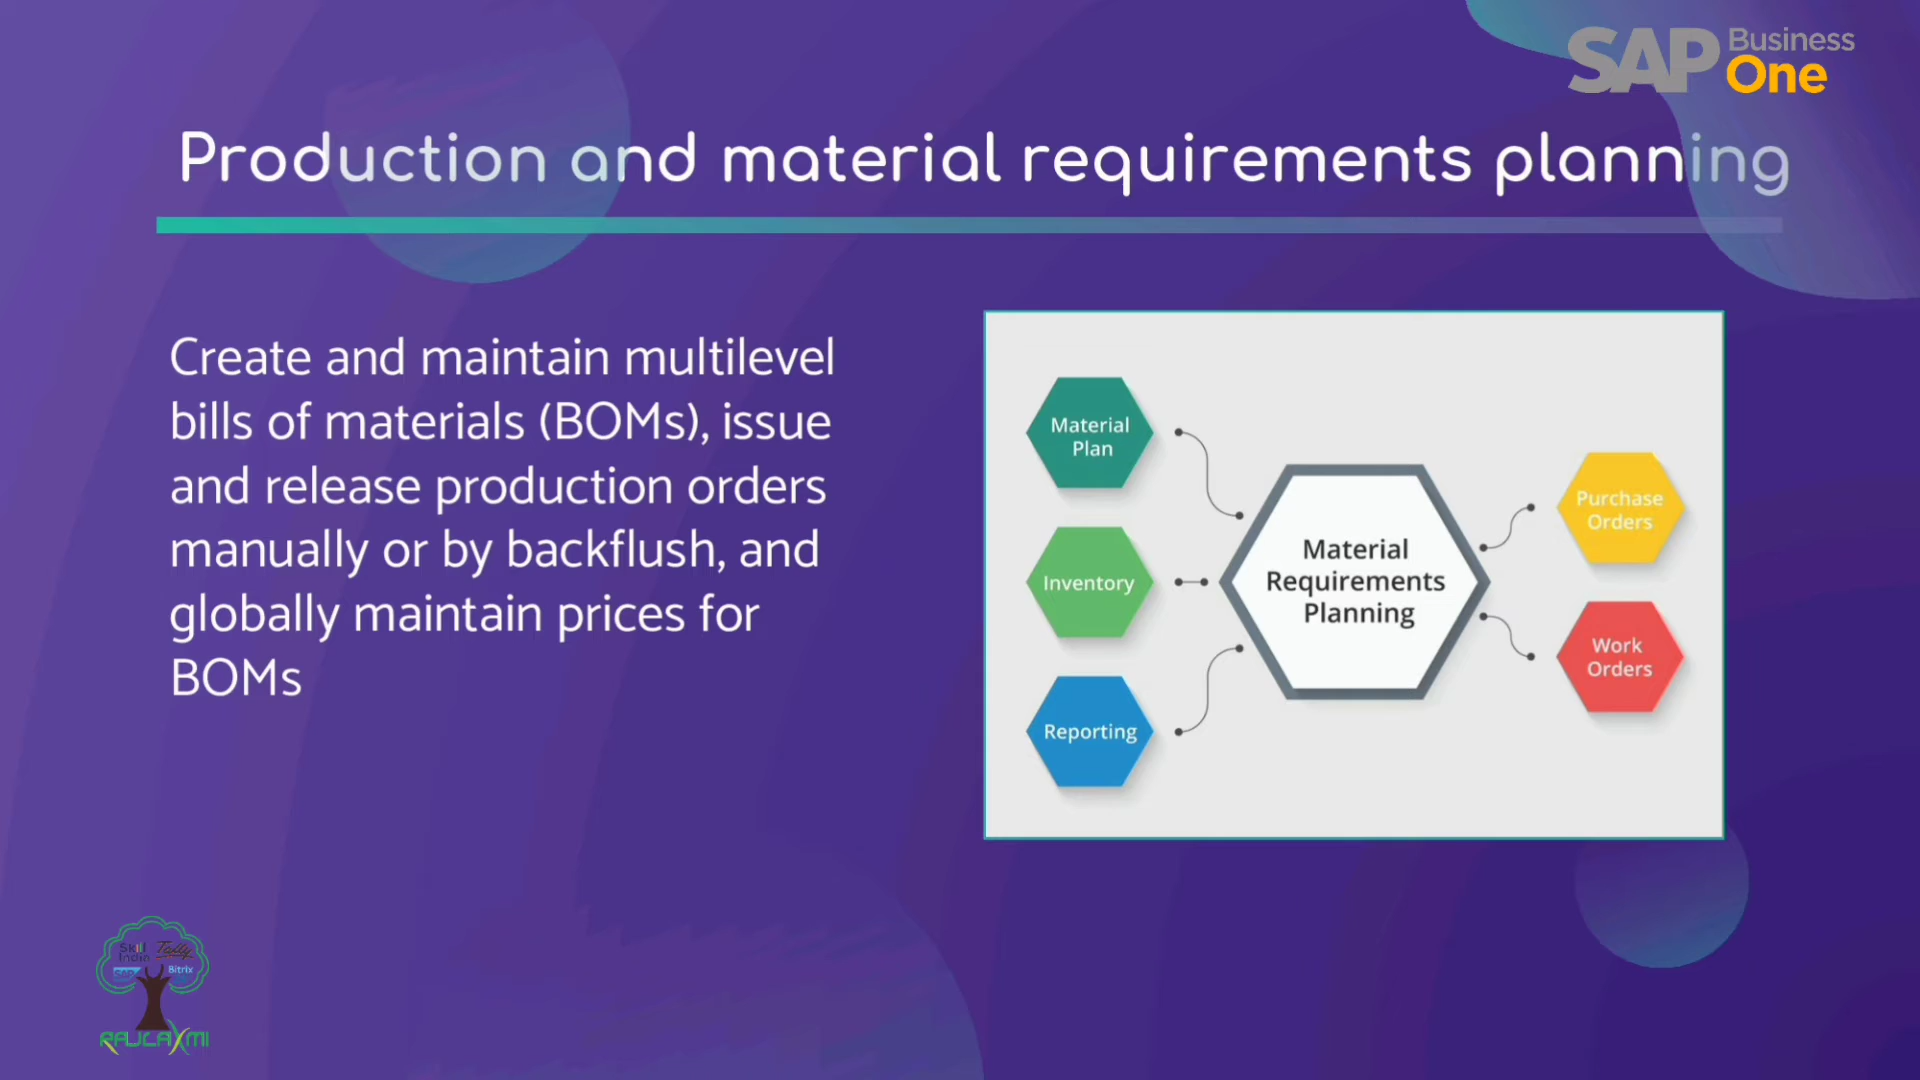 SAP Business
One
Production and material requirements planning
Create and maintain multilevel
bills of materials (BOMs), issue
and release production orders
manually or by backflush, and
globally maintain prices for
BOMs
Material
Plan
Inventory
Reporting
Material
Requirements
Planning
Purchase
Orders
Work
Orders
Skill
India
Tally
SAP
Bitrix
RAJLAXMI